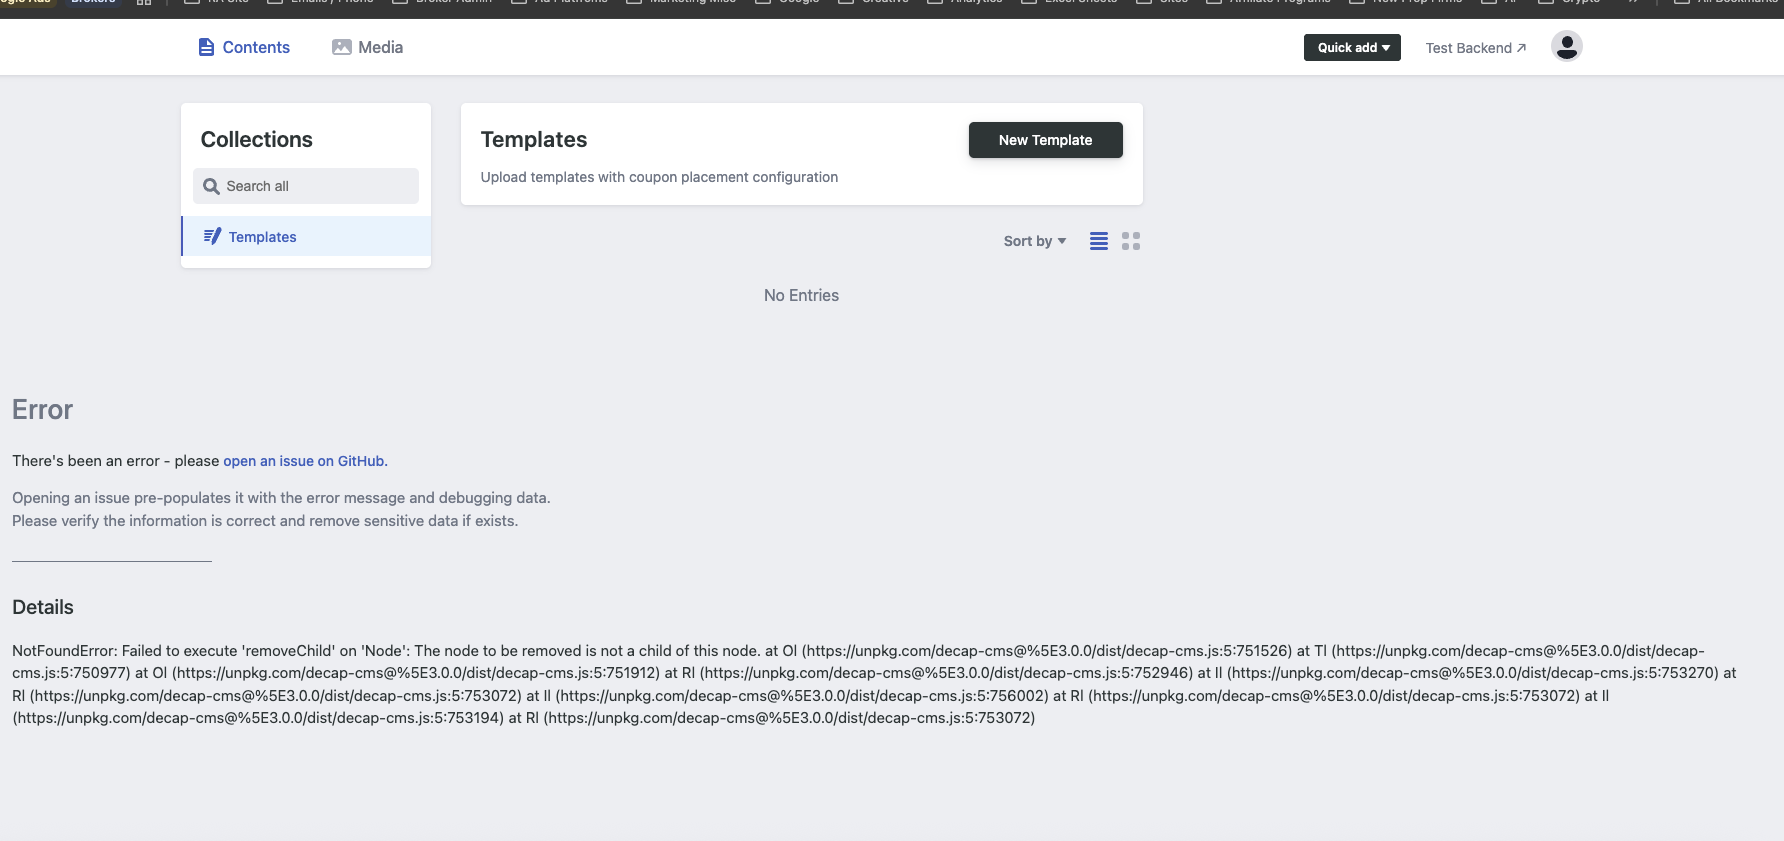 Contents
Media
Quick add
Test Backend
Collections
Search all
Templates
Templates
New Template
Upload templates with coupon placement configuration
Sort by
No Entries
Error
There's been an error - please open an issue on GitHub.
Opening an issue pre-populates it with the error message and debugging data.
Please verify the information is correct and remove sensitive data if exists.
Details
NotFoundError: Failed to execute 'removeChild' on 'Node': The node to be removed is not a child of this node. at Ol (https://unpkg.com/decap-cms@%5E3.0.0/dist/decap-cms.js:5:751526) at Tl (https://unpkg.com/decap-cms@%5E3.0.0/dist/decap-
cms.js:5:750977) at Ol (https://unpkg.com/decap-cms@%5E3.0.0/dist/decap-cms.js:5:751912) at Rl (https://unpkg.com/decap-cms@%5E3.0.0/dist/decap-cms.js:5:752946) at Il (https://unpkg.com/decap-cms@%5E3.0.0/dist/decap-cms.js:5:753270) at
Rl (https://unpkg.com/decap-cms@%5E3.0.0/dist/decap-cms.js:5:753072) at Il (https://unpkg.com/decap-cms@%5E3.0.0/dist/decap-cms.js:5:756002) at Rl (https://unpkg.com/decap-cms@%5E3.0.0/dist/decap-cms.js:5:753072) at Il
(https://unpkg.com/decap-cms@%5E3.0.0/dist/decap-cms.js:5:753194) at Rl (https://unpkg.com/decap-cms@%5E3.0.0/dist/decap-cms.js:5:753072)